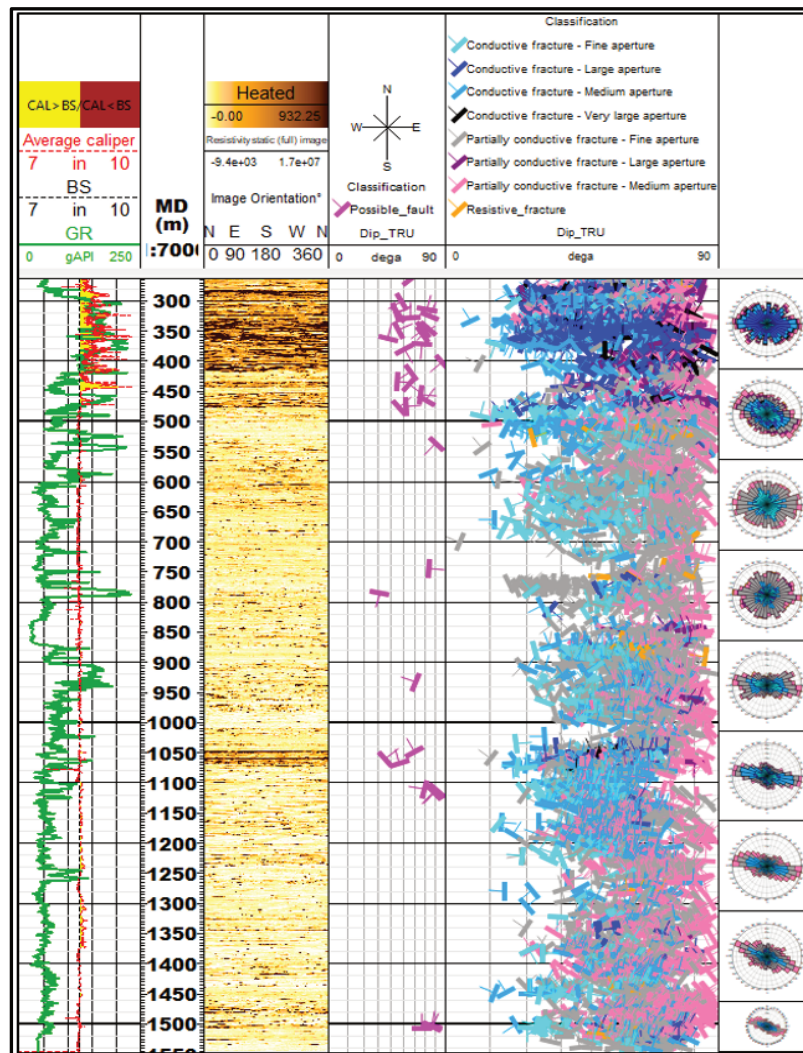 Classification
Conductive fracture - Fine aperture
Conductive fracture - Large aperture
Conductive fracture - Medium aperture
Conductive fracture - Very large aperture
Partially conductive fracture - Fine aperture
Partially conductive fracture - Large aperture
Partially conductive fracture - Medium aperture
Resistive_fracture
Dip_TRU
0 dega 90
CAL>BS/CAL<BS
Average caliper
7 in 10
BS
7 in 10
GR
0 gAPI 250
MD
(m)
1:7000
Heated
-0.00 932.25
Resistivity static (full) image
-9.4e+03 1.7e+07
Image Orientation°
N E S W N
0 90 180 360
N
W E
S
Classification
Possible_fault
Dip_TRU
0 dega 90
300
350
400
450
500
550
600
650
700
750
800
850
900
950
1000
1050
1100
1150
1200
1250
1300
1350
1400
1450
1500